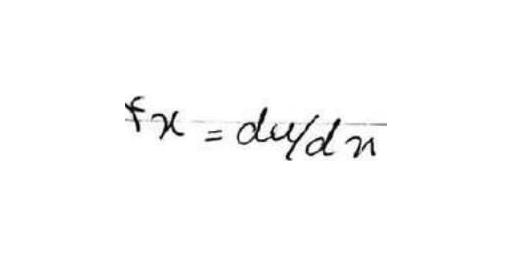 fx = du/dx